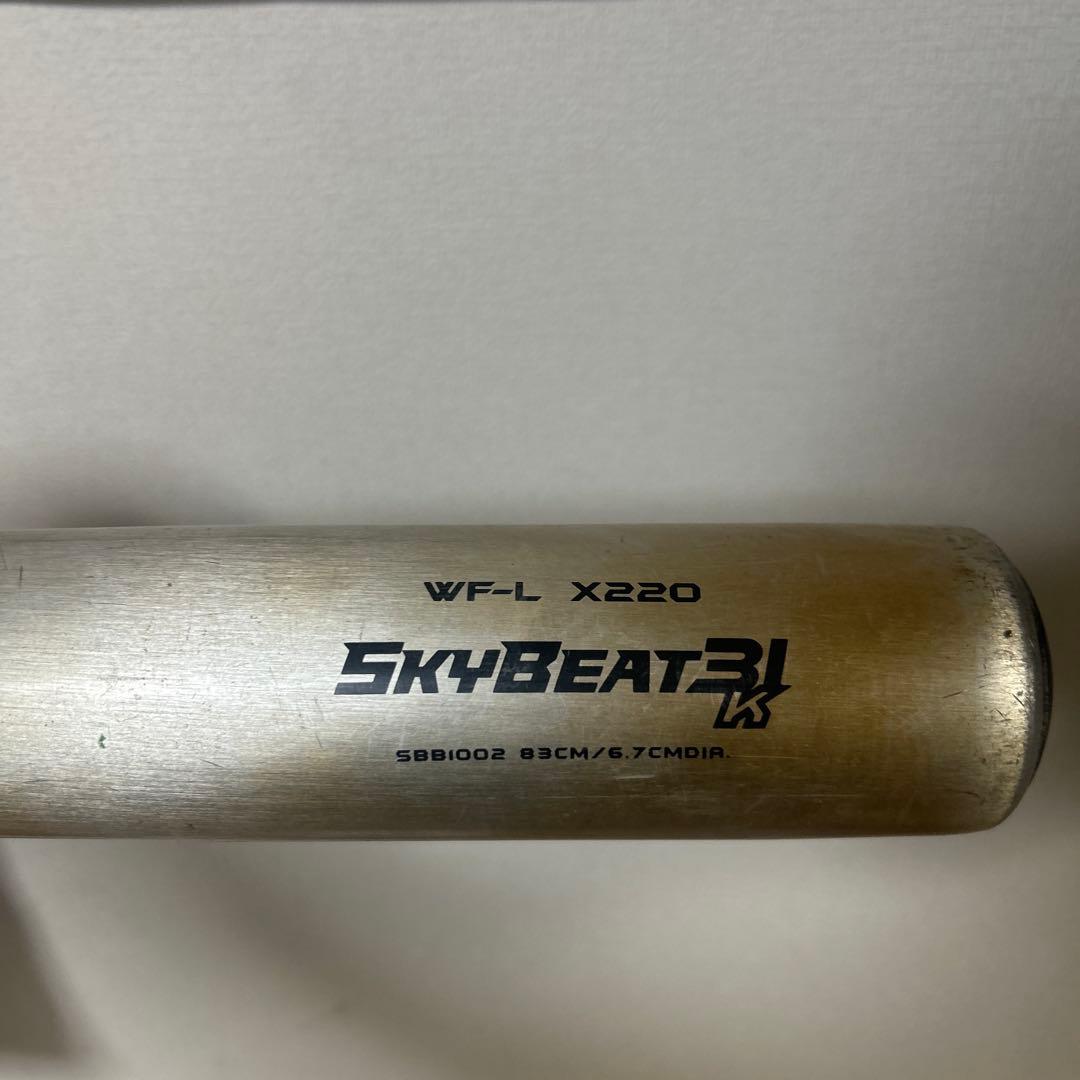 WF-L X220
SKYBEAT31
K
SBB1002 83CM/6.7CMDIA.